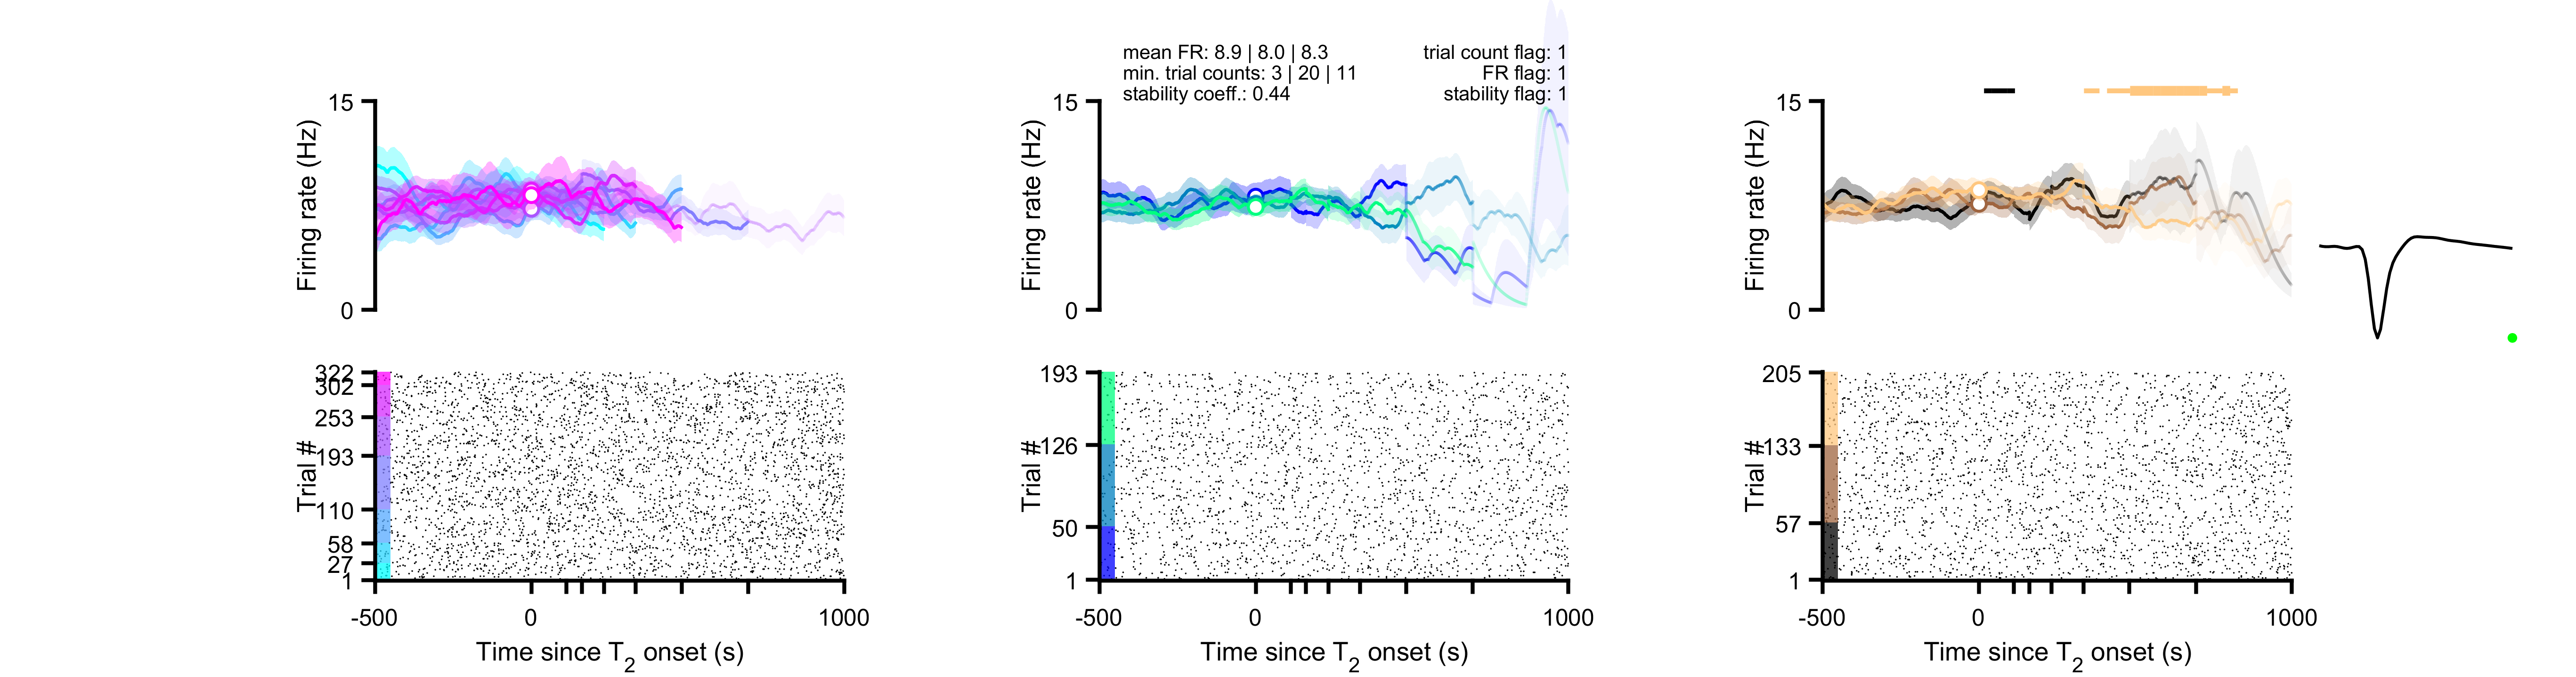 mean FR: 8.9 | 8.0 | 8.3
min. trial counts: 3 | 20 | 11
stability coeff.: 0.44
trial count flag: 1
FR flag: 1
stability flag: 1
15
Firing rate (Hz)
0
15
Firing rate (Hz)
0
15
Firing rate (Hz)
0
322
302
253
193
110
58
27
1
Trial #
-500
0
1000
Time since T2 onset (s)
193
126
50
1
Trial #
-500
0
1000
Time since T2 onset (s)
205
133
57
1
Trial #
-500
0
1000
Time since T2 onset (s)